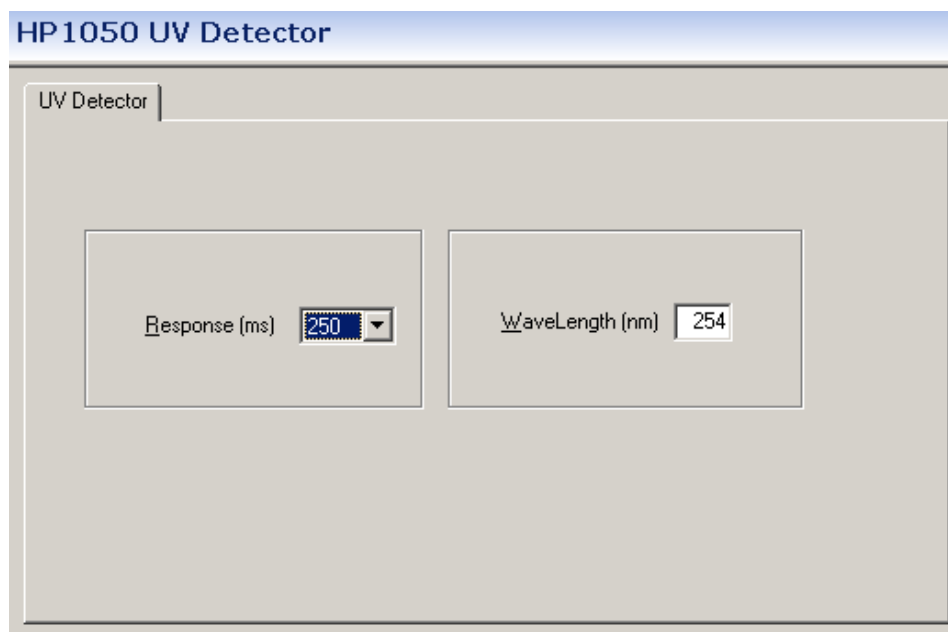 HP1050 UV Detector
UV Detector
Response (ms) 250
WaveLength (nm) 254